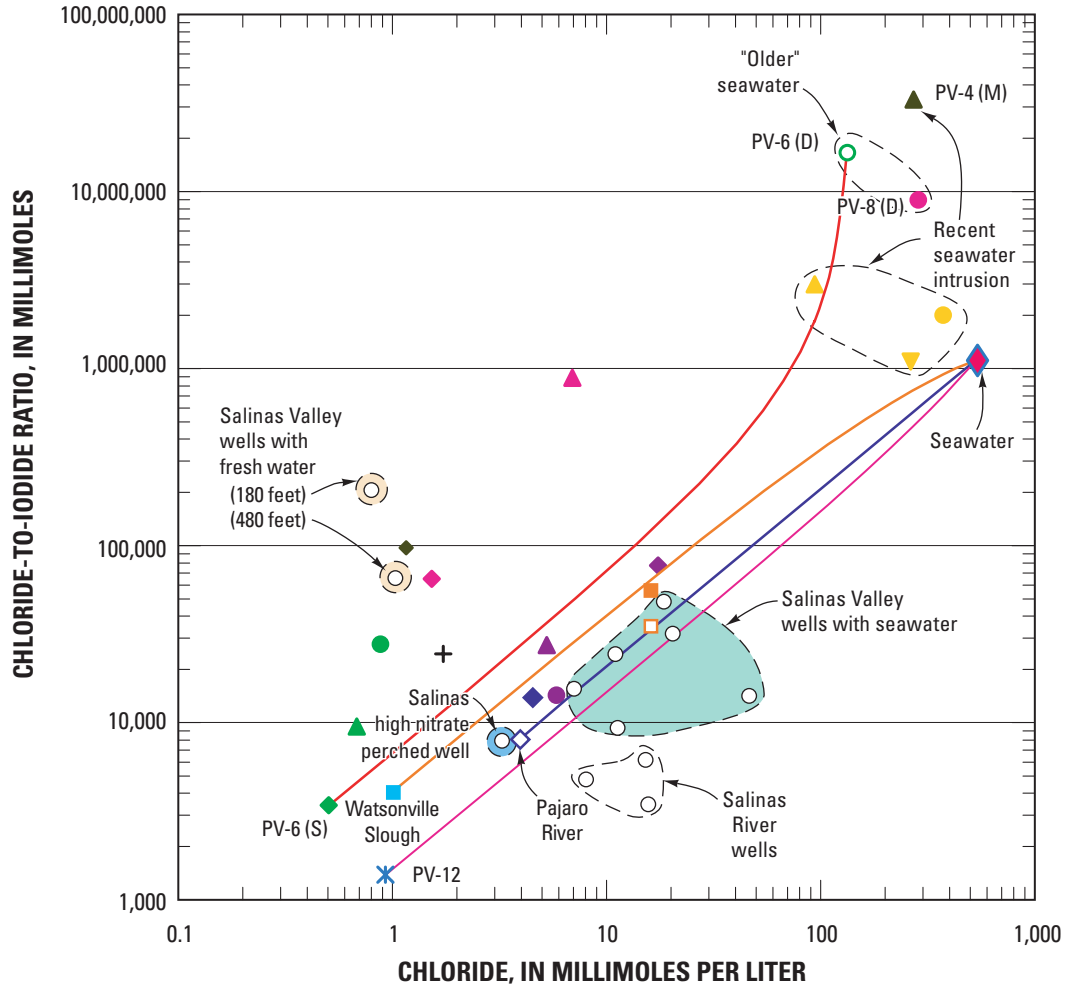 100,000,000
10,000,000
1,000,000
100,000
10,000
1,000
CHLORIDE-TO-IODIDE RATIO, IN MILLIMOLES
"Older"
seawater
PV-4 (M)
PV-6 (D)
PV-8 (D)
Recent
seawater
intrusion
Seawater
Salinas Valley
wells with
fresh water
(180 feet)
(480 feet)
Salinas Valley
wells with seawater
Salinas
high nitrate
perched well
Watsonville
Slough
Pajaro
River
Salinas
River
wells
PV-6 (S)
PV-12
0.1
1
10
100
1,000
CHLORIDE, IN MILLIMOLES PER LITER